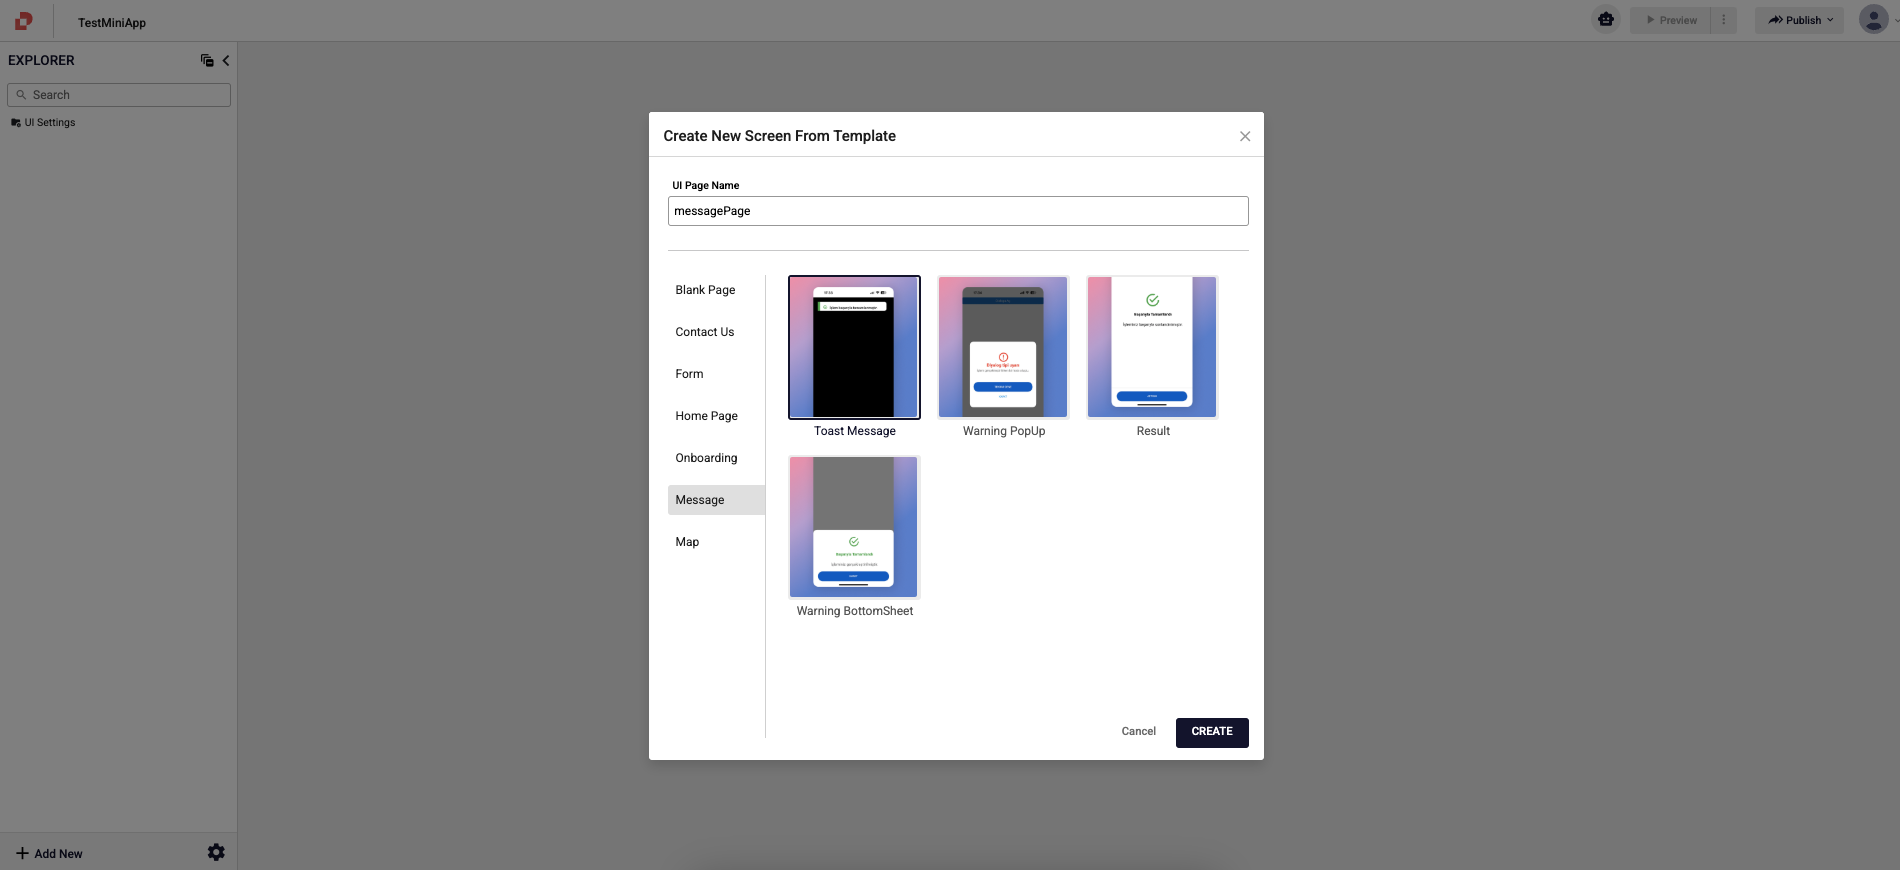 TestMiniApp
Preview
Publish
EXPLORER
Search
UI Settings
Create New Screen From Template
UI Page Name
messagePage
Blank Page
Contact Us
Form
Home Page
Onboarding
Message
Map
Toast Message
Warning PopUp
Result
Warning BottomSheet
Cancel
CREATE
Add New